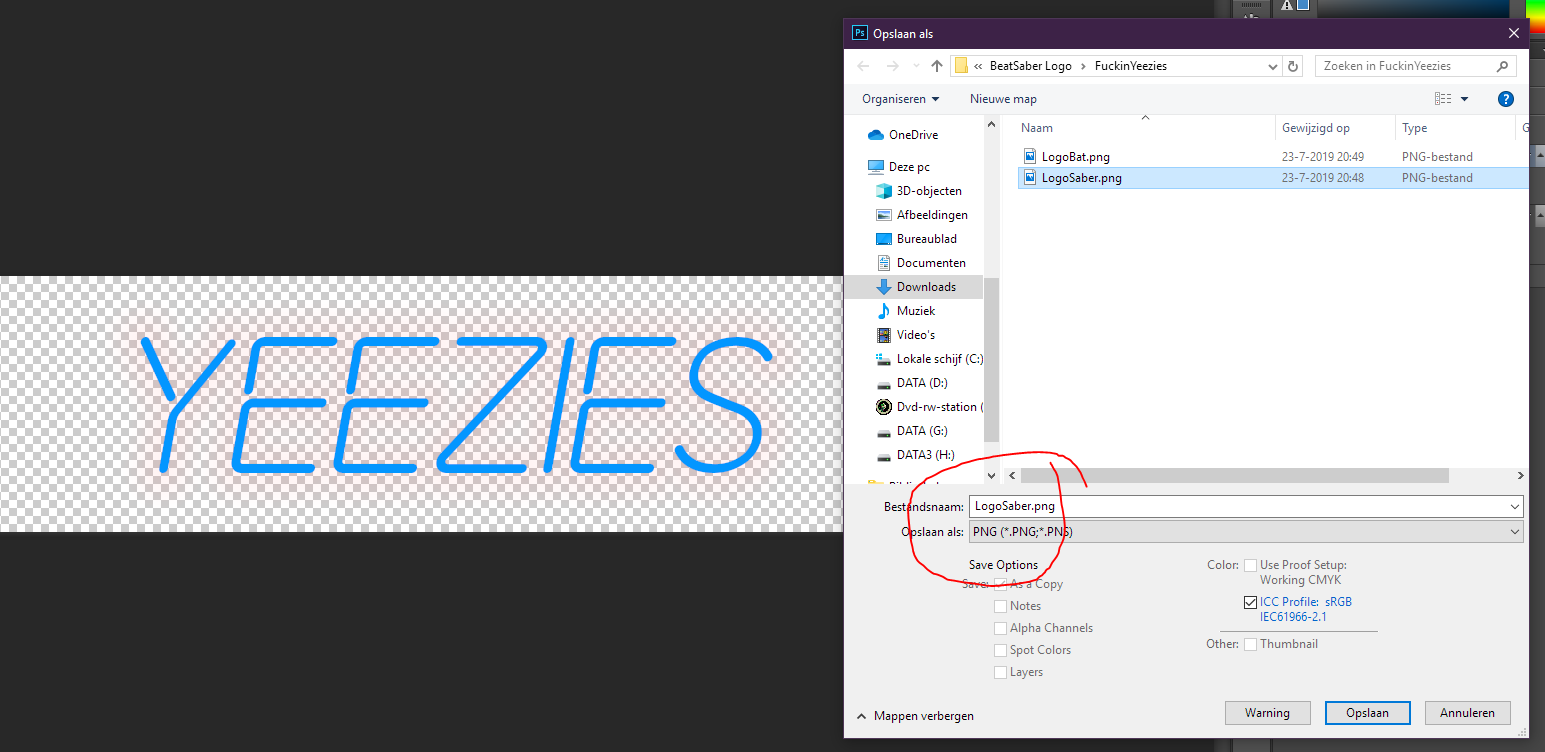 YEEZIES
Ps Opslaan als
« BeatSaber Logo > FuckinYeezies
Zoeken in FuckinYeezies
Organiseren
Nieuwe map
?
OneDrive
Deze pc
3D-objecten
Afbeeldingen
Bureaublad
Documenten
Downloads
Muziek
Video's
Lokale schijf (C:)
DATA (D:)
Dvd-rw-station (
DATA (G:)
DATA3 (H:)
Naam Gewijzigd op Type G
LogoBat.png 23-7-2019 20:49 PNG-bestand
LogoSaber.png 23-7-2019 20:48 PNG-bestand
Bestandsnaam: LogoSaber.png
Opslaan als: PNG (*.PNG;*.PNS)
Save Options
Save: As a Copy
Notes
Alpha Channels
Spot Colors
Layers
Color: Use Proof Setup:
Working CMYK
ICC Profile: sRGB
IEC61966-2.1
Other: Thumbnail
Mappen verbergen
Warning
Opslaan
Annuleren